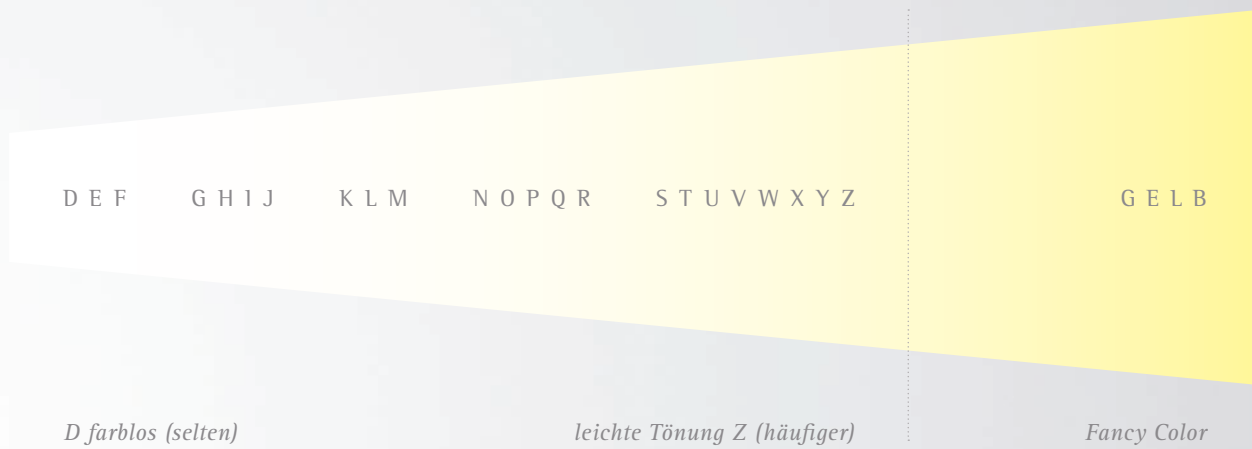 D E F G H I J K L M N O P Q R S T U V W X Y Z G E L B
D farblos (selten) leichte Tönung Z (häufiger) Fancy Color